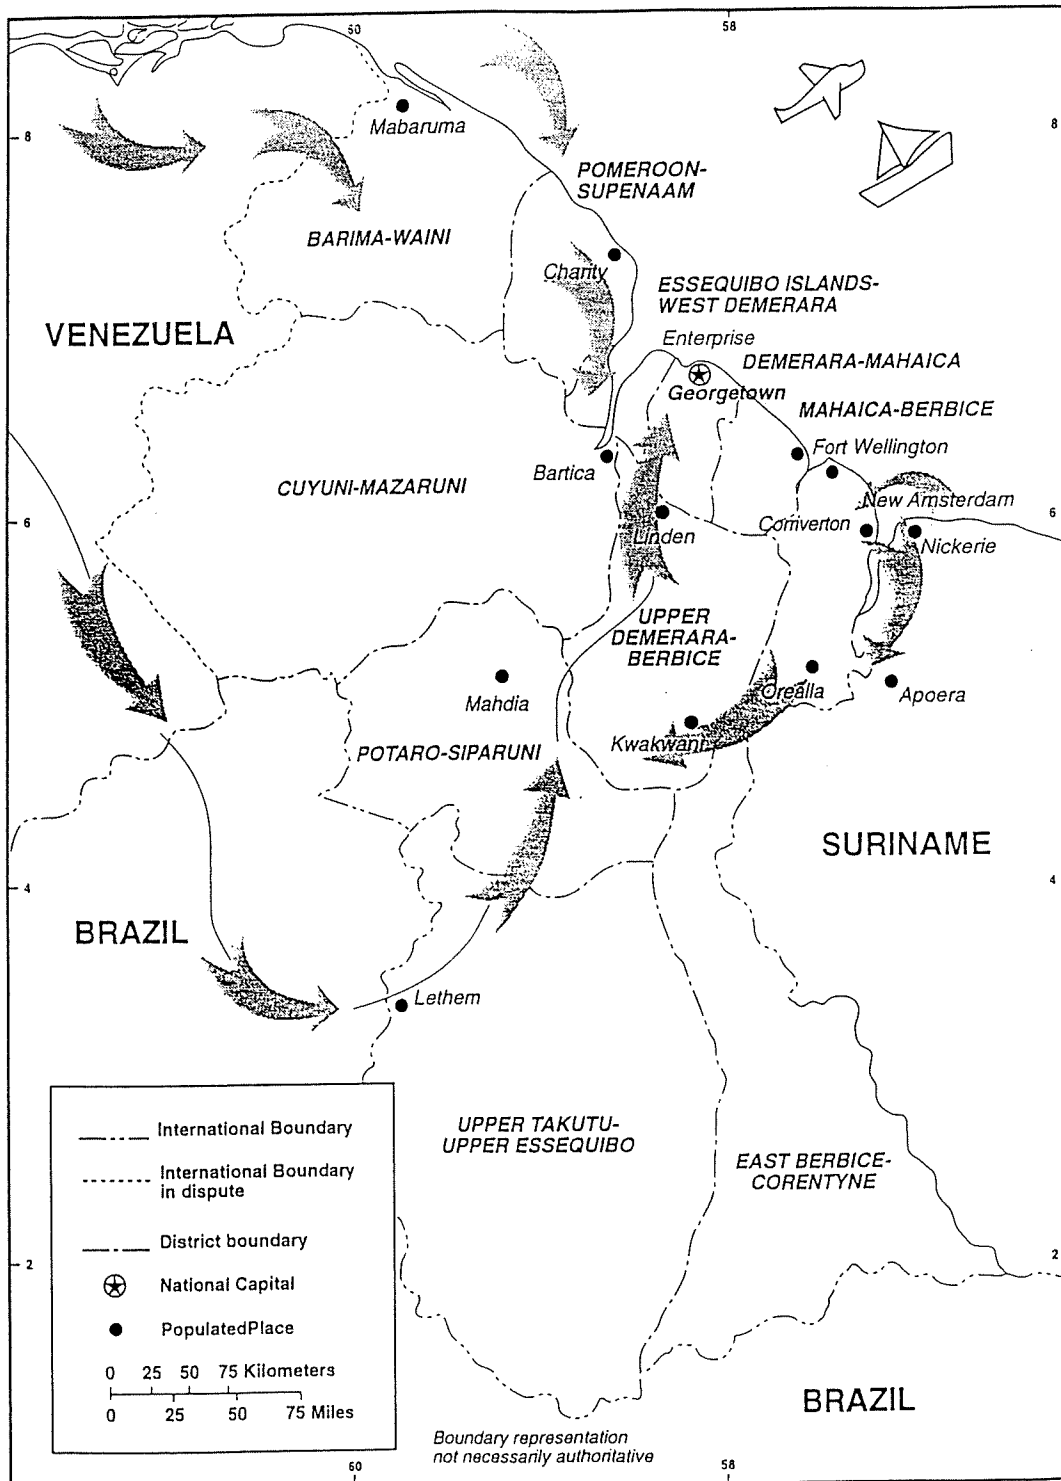 60
58
8
8
Mabaruma
POMEROON-
SUPENAAM
BARIMA-WAINI
Charity
ESSEQUIBO ISLANDS-
WEST DEMERARA
VENEZUELA
Enterprise
DEMERARA-MAHAICA
Georgetown
MAHAICA-BERBICE
Fort Wellington
Bartica
CUYUNI-MAZARUNI
New Amsterdam
6
6
Linden
Corriverton
Nickerie
UPPER
DEMERARA-
BERBICE
Mahdia
Orealla
Apoera
POTARO-SIPARUNI
Kwakwani
SURINAME
4
4
BRAZIL
Lethem
UPPER TAKUTU-
UPPER ESSEQUIBO
EAST BERBICE-
CORENTYNE
International Boundary
International Boundary
in dispute
District boundary
2
2
National Capital
PopulatedPlace
0 25 50 75 Kilometers
0 25 50 75 Miles
BRAZIL
Boundary representation
not necessarily authoritative
60
58